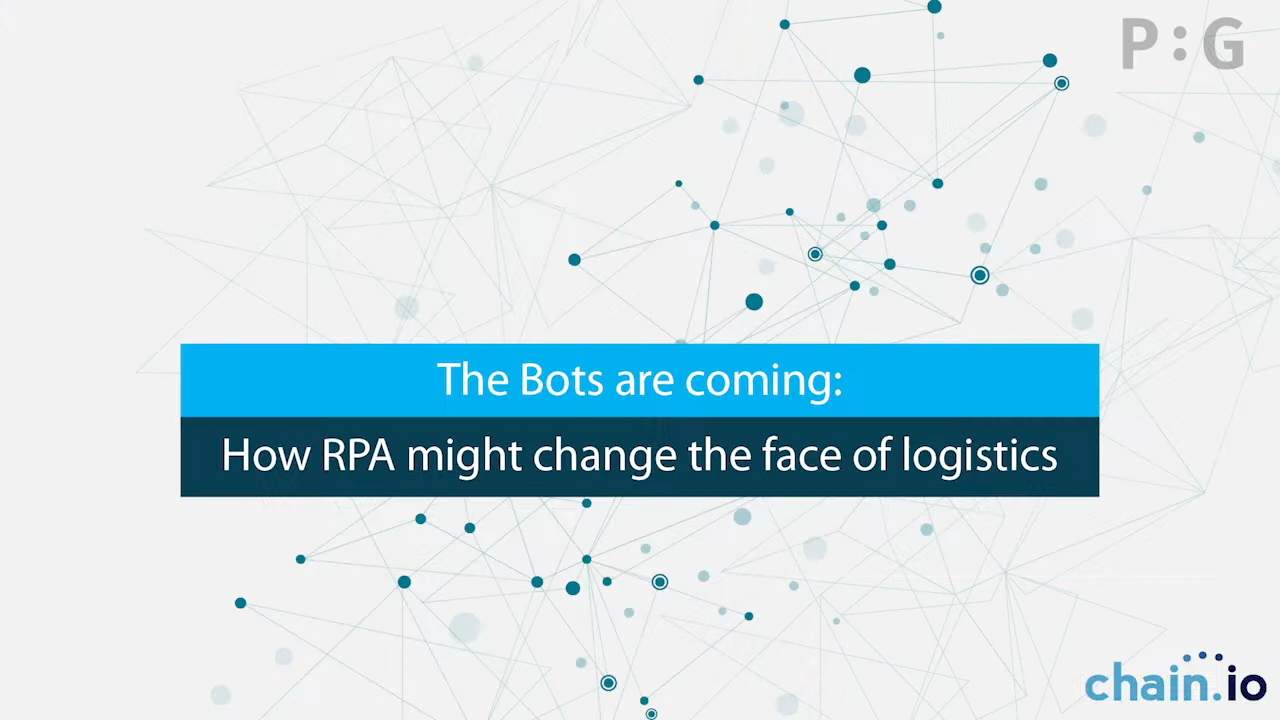 P:G
The Bots are coming:
How RPA might change the face of logistics
chain.io